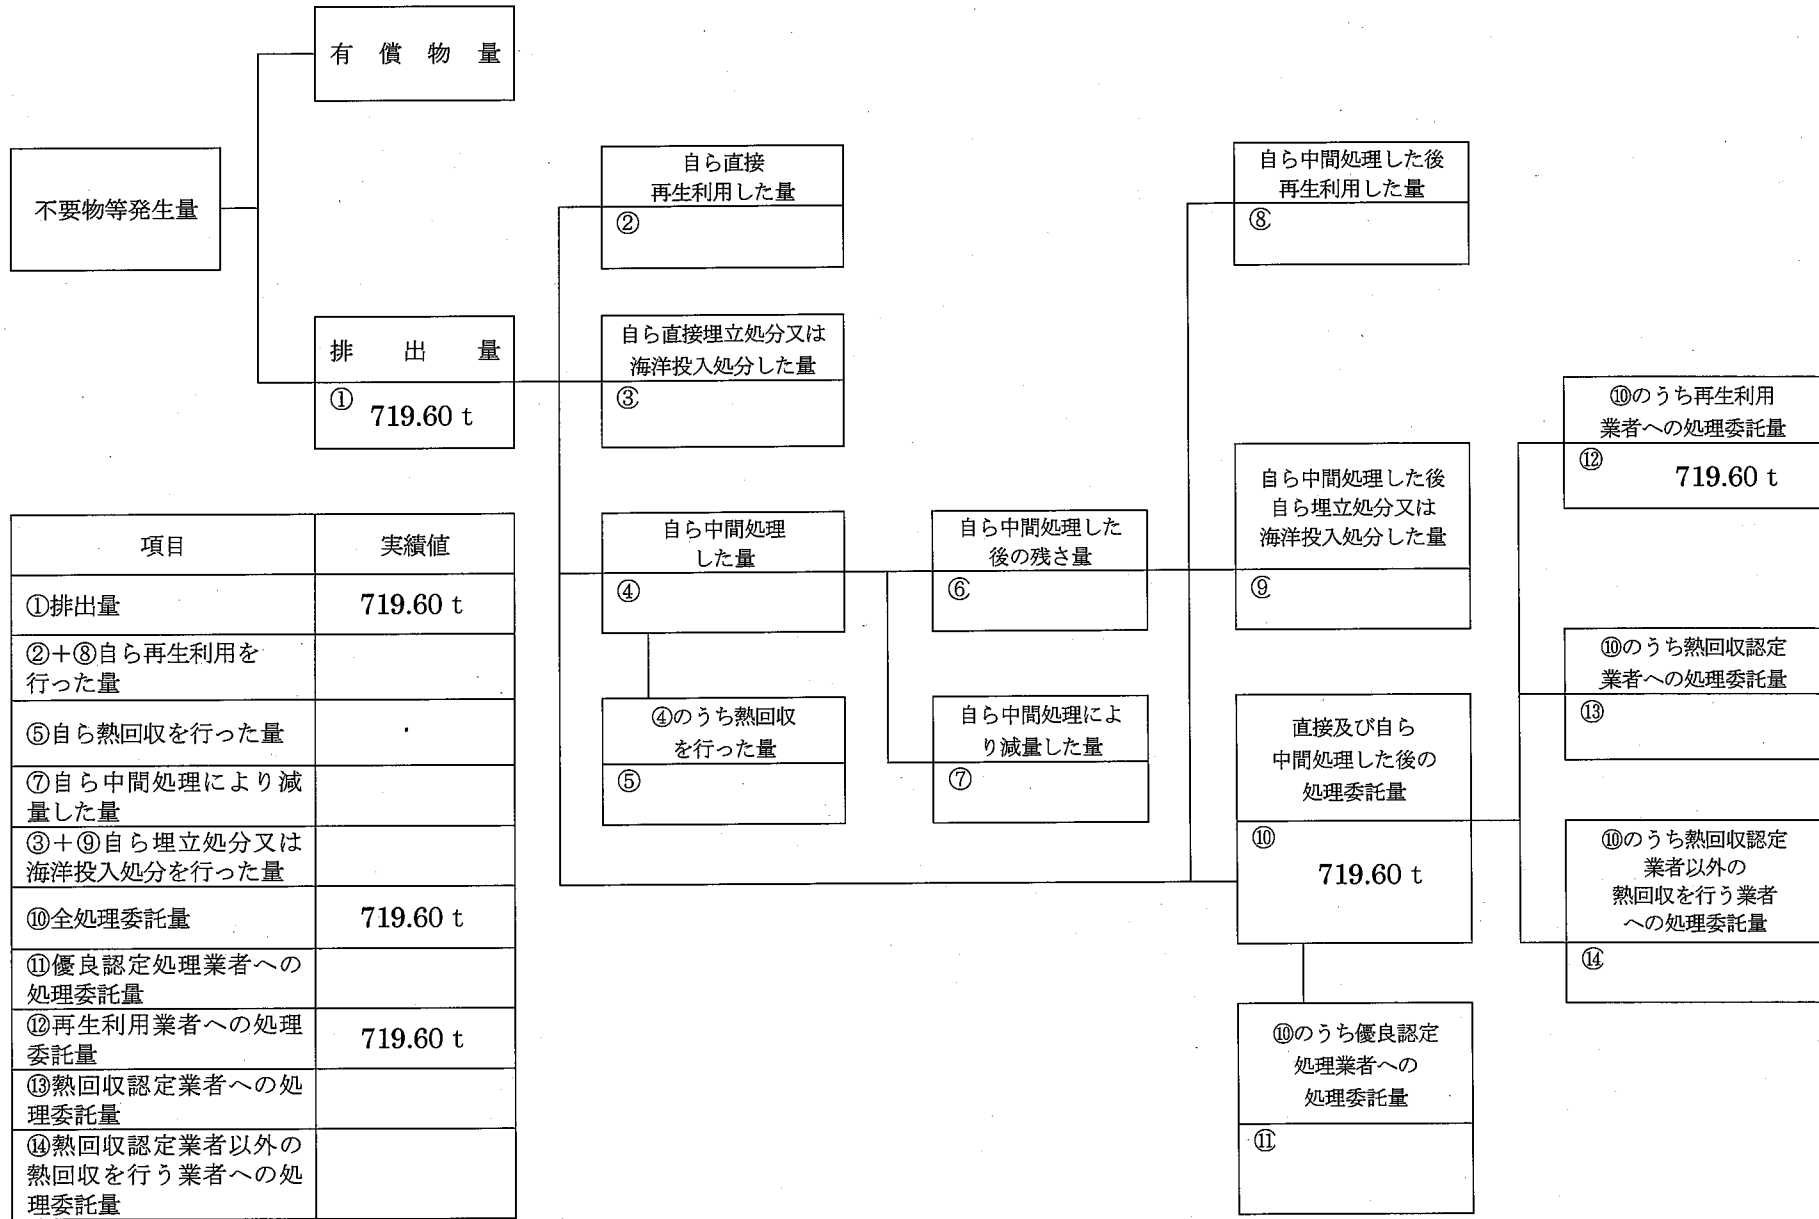 有償物量
不要物等発生量
排出量
①
719.60 t
自ら直接
再生利用した量
②
自ら直接埋立処分又は
海洋投入処分した量
③
自ら中間処理
した量
④
④のうち熱回収
を行った量
⑤
自ら中間処理した
後の残さ量
⑥
自ら中間処理によ
り減量した量
⑦
自ら中間処理した後
再生利用した量
⑧
自ら中間処理した後
自ら埋立処分又は
海洋投入処分した量
⑨
直接及び自ら
中間処理した後の
処理委託量
⑩
719.60 t
⑩のうち優良認定
処理業者への
処理委託量
⑪
⑩のうち再生利用
業者への処理委託量
⑫
719.60 t
⑩のうち熱回収認定
業者への処理委託量
⑬
⑩のうち熱回収認定
業者以外の
熱回収を行う業者
への処理委託量
⑭
項目 実績値
①排出量 719.60 t
②+⑧自ら再生利用を
行った量
⑤自ら熱回収を行った量
⑦自ら中間処理により減
量した量
③+⑨自ら埋立処分又は
海洋投入処分を行った量
⑩全処理委託量 719.60 t
⑪優良認定処理業者への
処理委託量
⑫再生利用業者への処理
委託量 719.60 t
⑬熱回収認定業者への処
理委託量
⑭熱回収認定業者以外の
熱回収を行う業者への処
理委託量